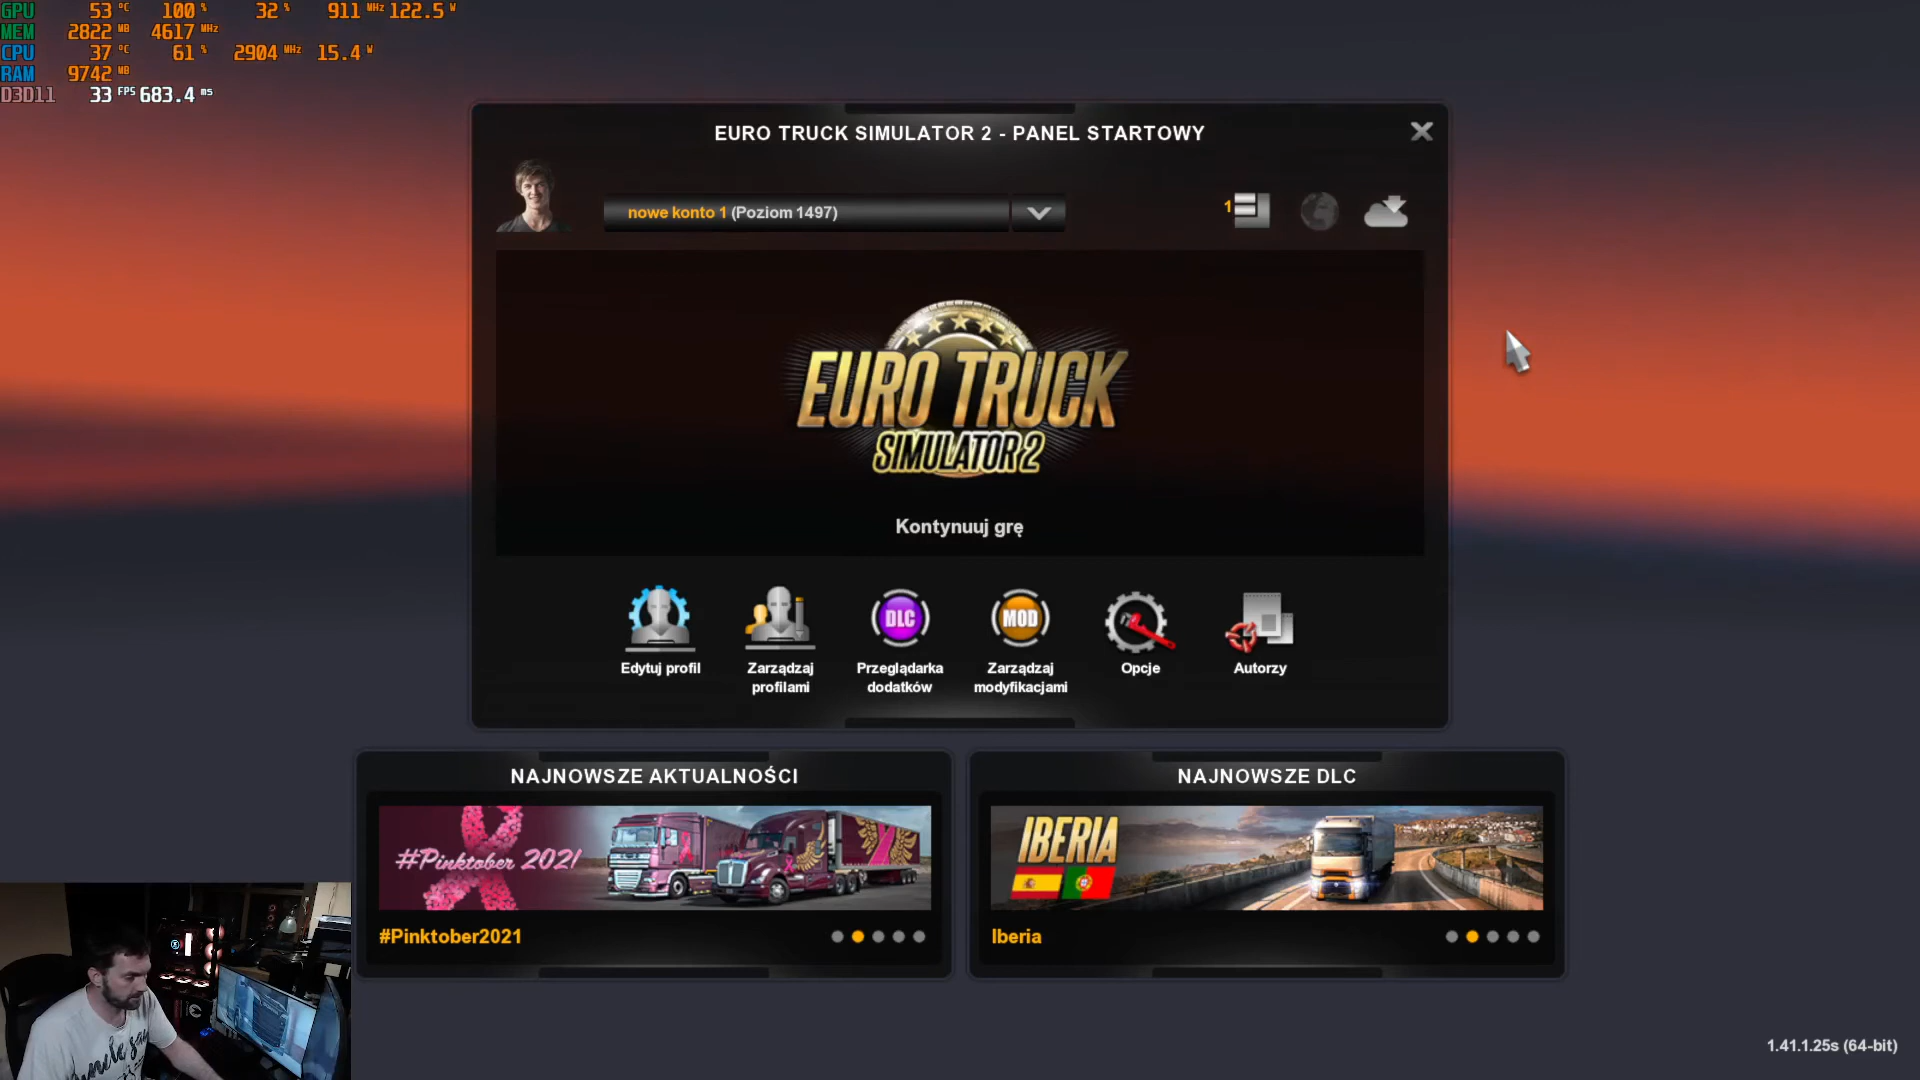 GPU 53 °C 100 % 32 % 911 MHz 122.5 W
MEM 2822 MB 4617 MHz
CPU 37 °C 61 % 2904 MHz 15.4 W
RAM 9742 MB
D3D11 33 FPS 683.4 ms
EURO TRUCK SIMULATOR 2 - PANEL STARTOWY
nowe konto 1 (Poziom 1497)
1
EURO TRUCK
SIMULATOR 2
Kontynuuj grę
DLC
MOD
Edytuj profil
Zarządzaj
profilami
Przeglądarka
dodatków
Zarządzaj
modyfikacjami
Opcje
Autorzy
NAJNOWSZE AKTUALNOŚCI
#Pinktober 2021
#Pinktober2021
NAJNOWSZE DLC
IBERIA
Iberia
1.41.1.25s (64-bit)